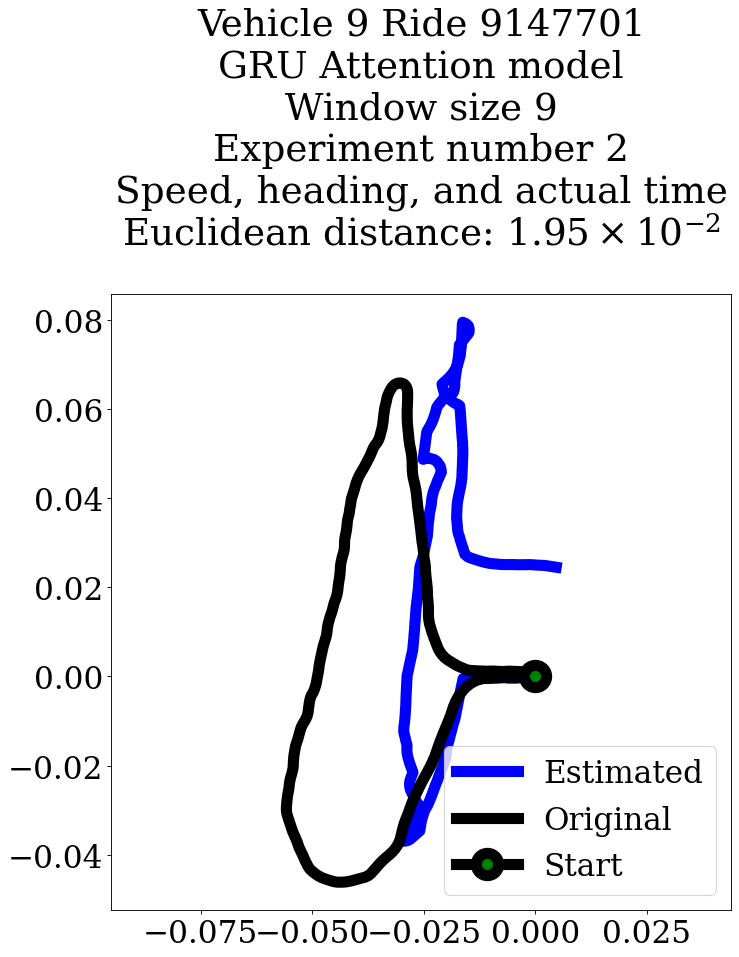 Vehicle 9 Ride 9147701
GRU Attention model
Window size 9
Experiment number 2
Speed, heading, and actual time
Euclidean distance: 1.95 × 10⁻²
0.08
0.06
0.04
0.02
0.00
−0.02
−0.04
Estimated
Original
Start
−0.075 −0.050 −0.025 0.000 0.025